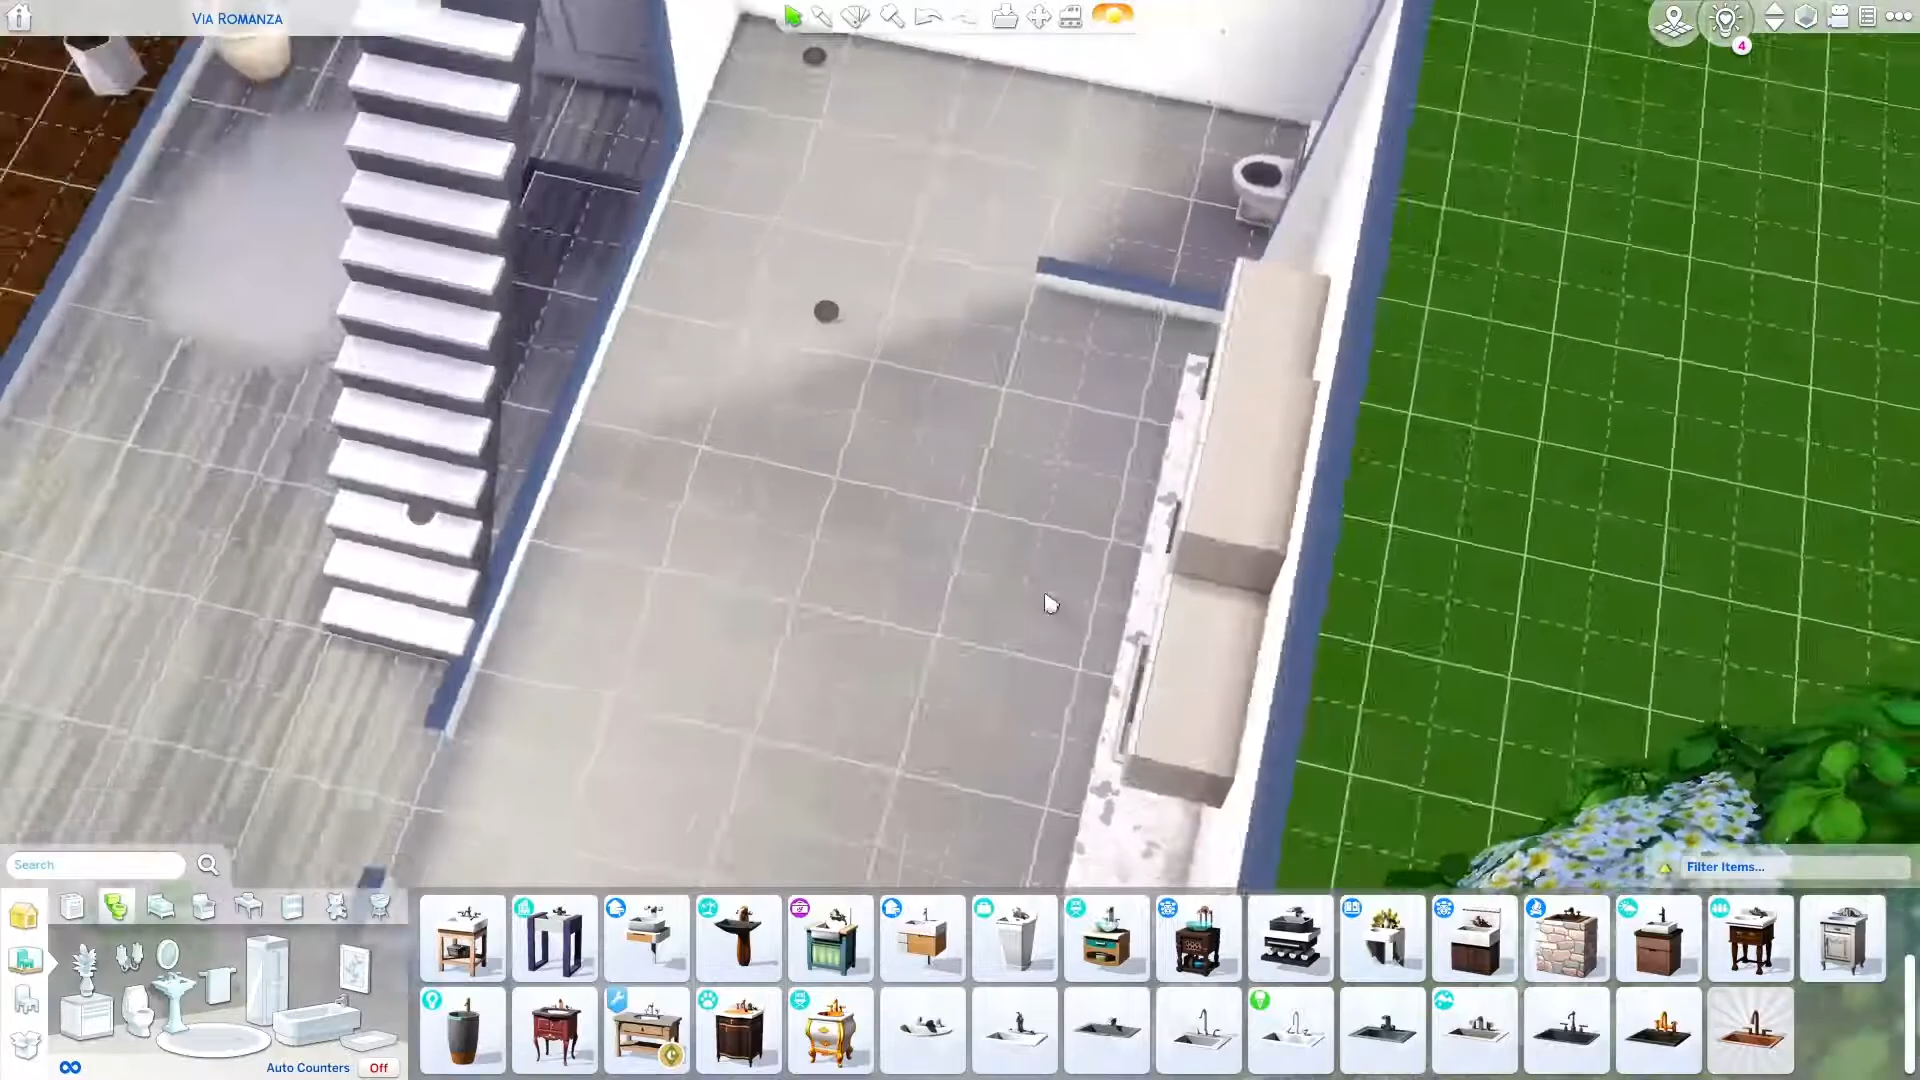 VIA ROMANZA
4
Search
Filter Items...
Auto Counters
Off